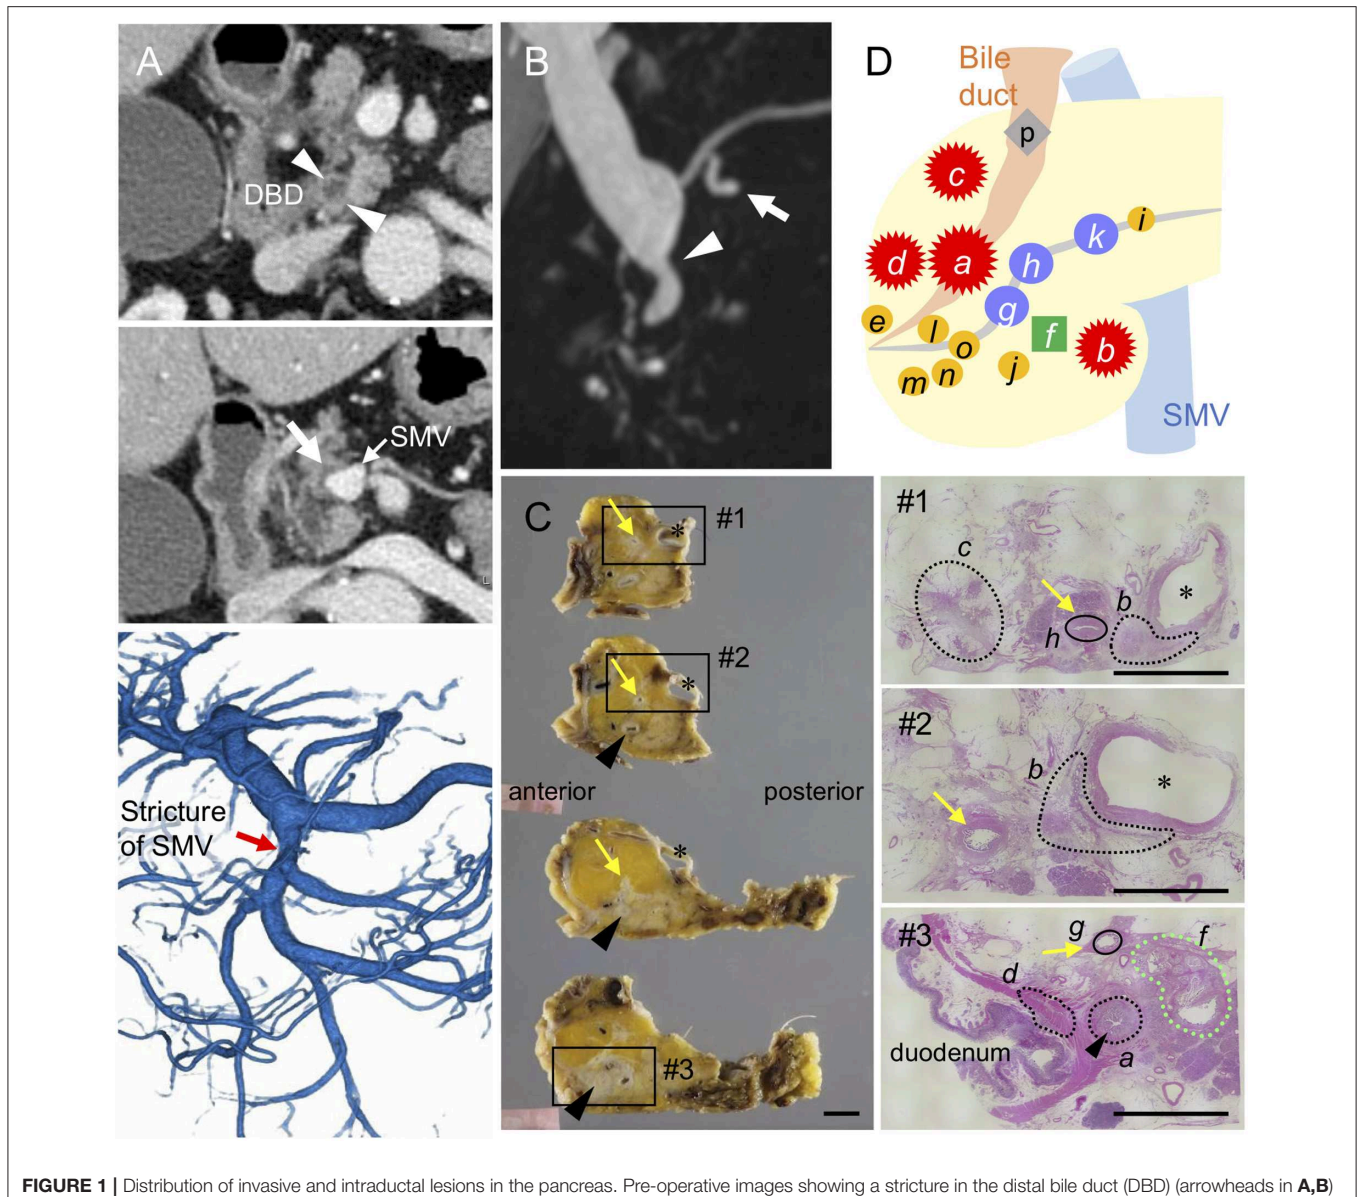 A
DBD
SMV
L
Stricture
of SMV
B
C
#1
*
#2
*
anterior
posterior
*
#3
D
Bile
duct
p
c
d
a
k
i
h
g
e
l
o
f
b
m
n
j
SMV
#1
c
b
*
h
#2
b
*
#3
g
f
d
duodenum
a
FIGURE 1 | Distribution of invasive and intraductal lesions in the pancreas. Pre-operative images showing a stricture in the distal bile duct (DBD) (arrowheads in A,B)